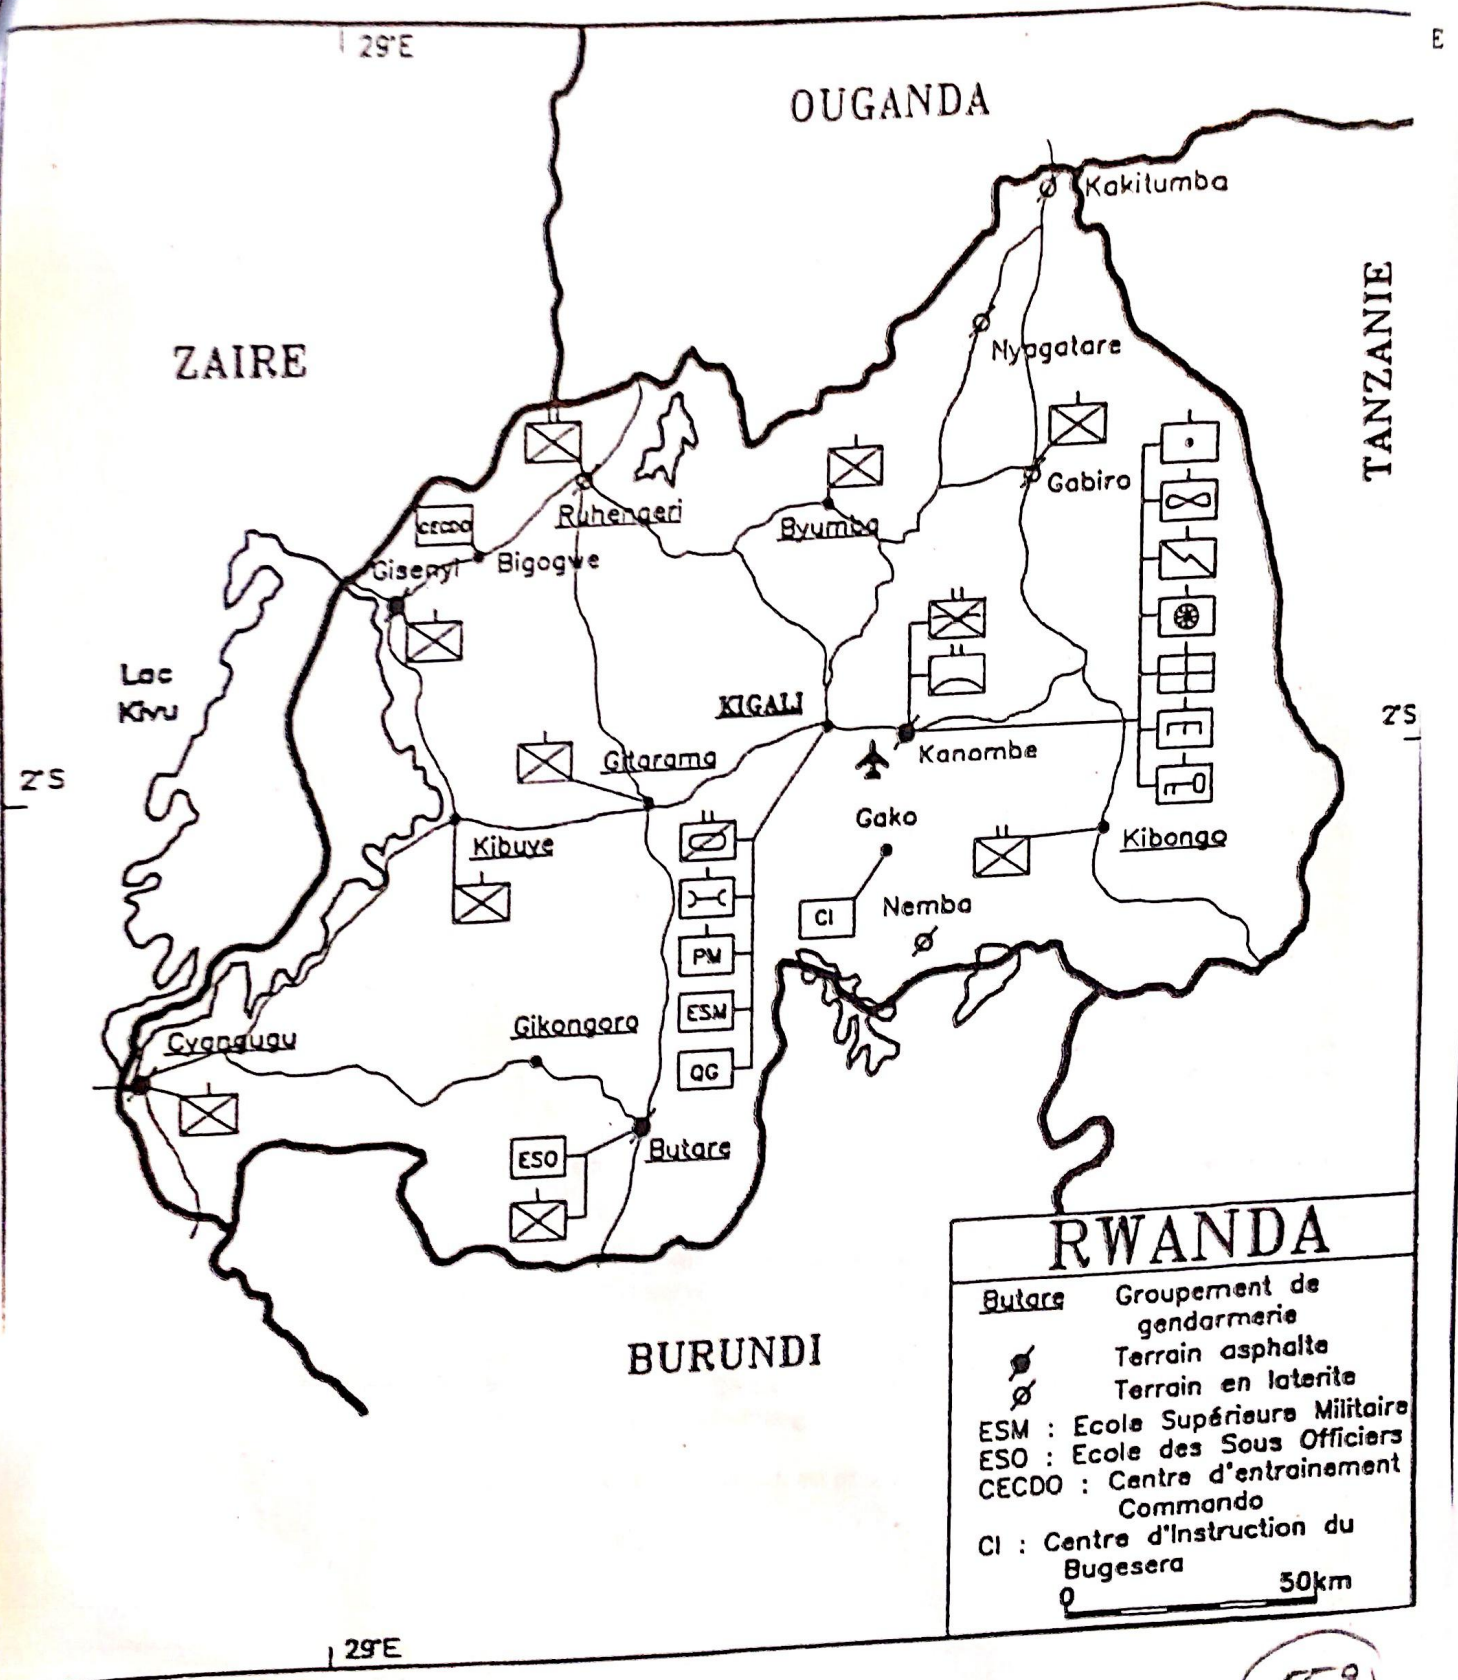 29°E
E
OUGANDA
Kakitumba
ZAIRE
TANZANIE
Nyagatare
Gabiro
Ruhengeri
Byumba
CECDO
Gisenyi
Bigogwe
Lac
Kivu
KIGALI
2°S
Gitarama
Kanombe
2°S
Gako
Kibuye
Kibongo
CI
Nemba
PM
ESM
QG
Gikongoro
Cyangugu
ESO
Butare
BURUNDI
RWANDA
Butare Groupement de
gendarmerie
Terrain asphalte
Terrain en laterite
ESM : Ecole Supérieure Militaire
ESO : Ecole des Sous Officiers
CECDO : Centre d'entrainement
Commando
CI : Centre d'Instruction du
Bugesera
0 50km
29°E